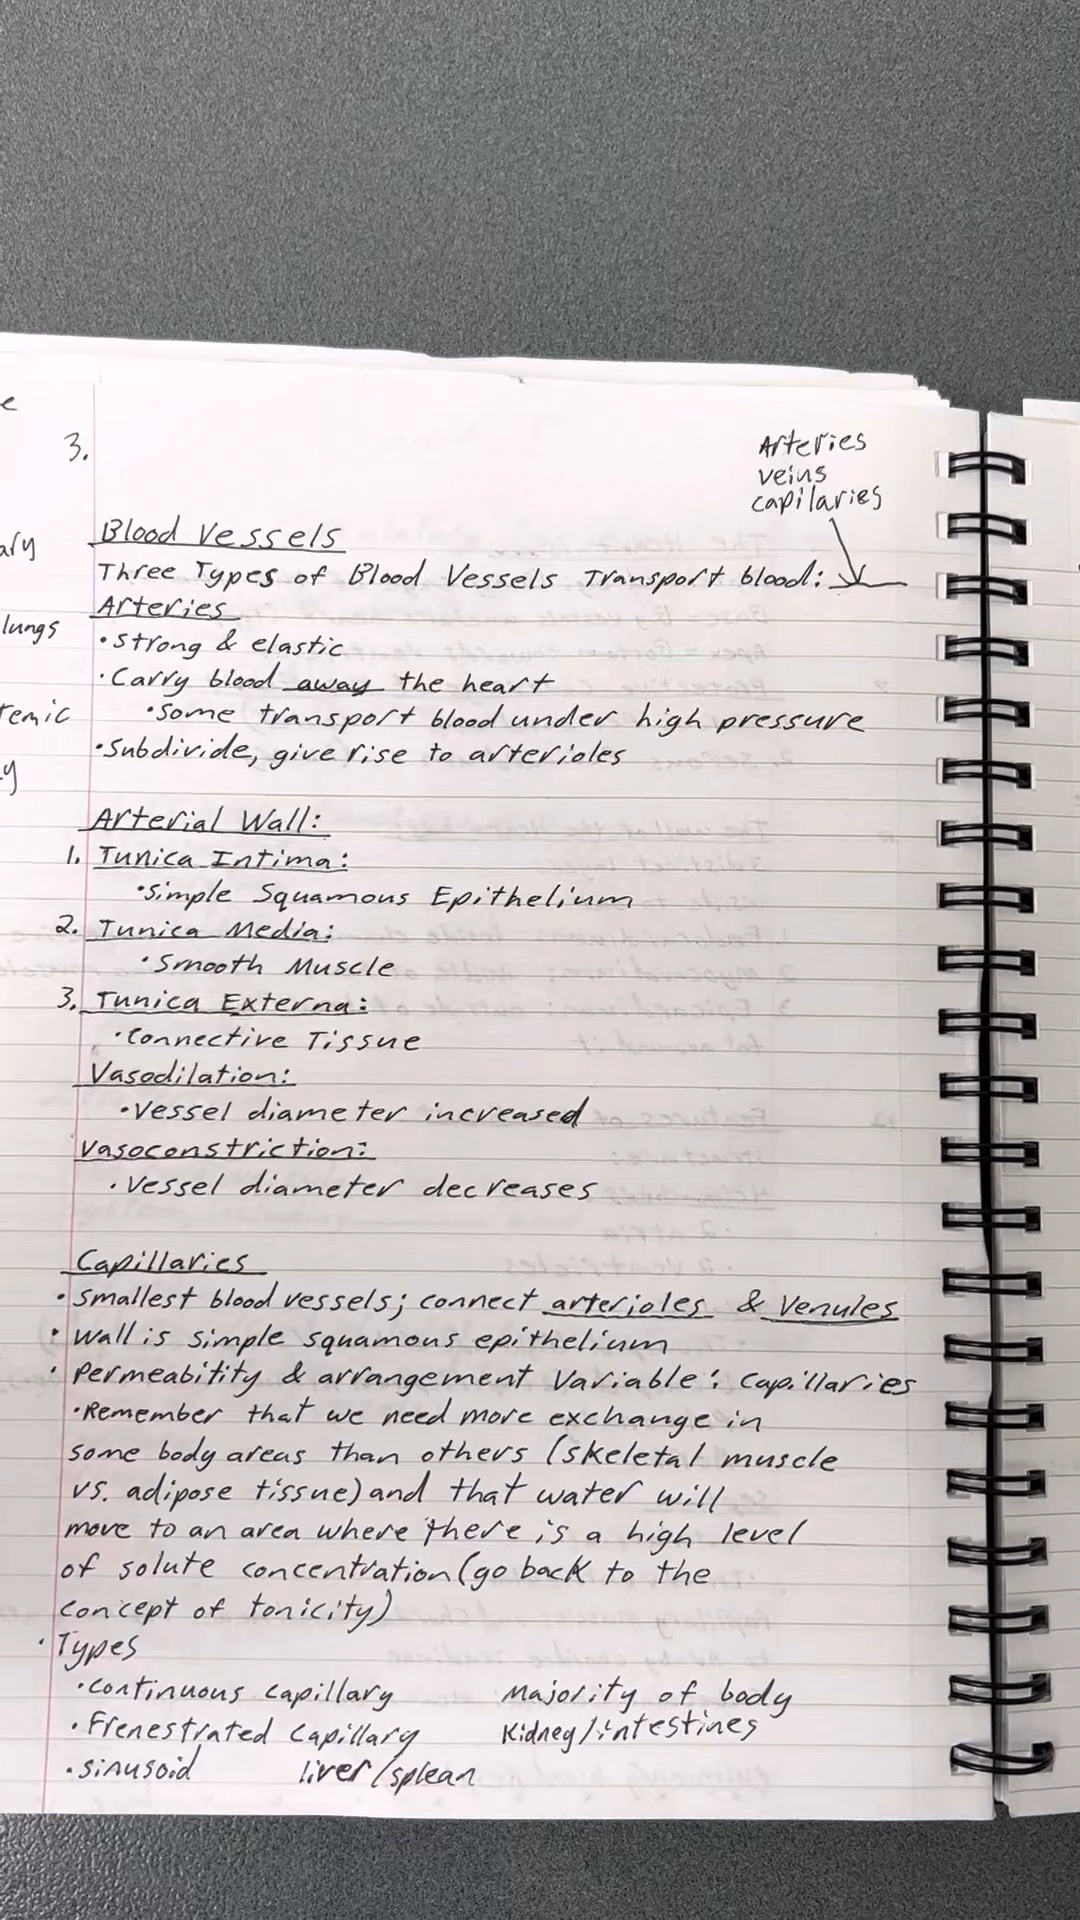 e
3.
Arteries
veins
capilaries
ary
Blood Vessels
Three Types of Blood Vessels Transport blood:
Arteries
lungs
•Strong & elastic
•Carry blood away the heart
temic
•Some transport blood under high pressure
•Subdivide, give rise to arterioles
y
Arterial Wall:
1. Tunica Intima:
•Simple Squamous Epithelium
2. Tunica Media:
•Smooth Muscle
3. Tunica Externa:
•Connective Tissue
Vasodilation:
•Vessel diameter increased
Vasoconstriction:
•Vessel diameter decreases
Capillaries
•Smallest blood vessels; connect arterioles & Venules
•Wall is simple squamous epithelium
•Permeabitity & arrangement Variable: Capillaries
•Remember that we need more exchange in
some body areas than others (skeletal muscle
vs. adipose tissue) and that water will
move to an area where there is a high level
of solute concentration (go back to the
concept of tonicity)
•Types
•Continuous Capillary Majority of body
•Frenestrated Capillary Kidney/intestines
•sinusoid liver/splean